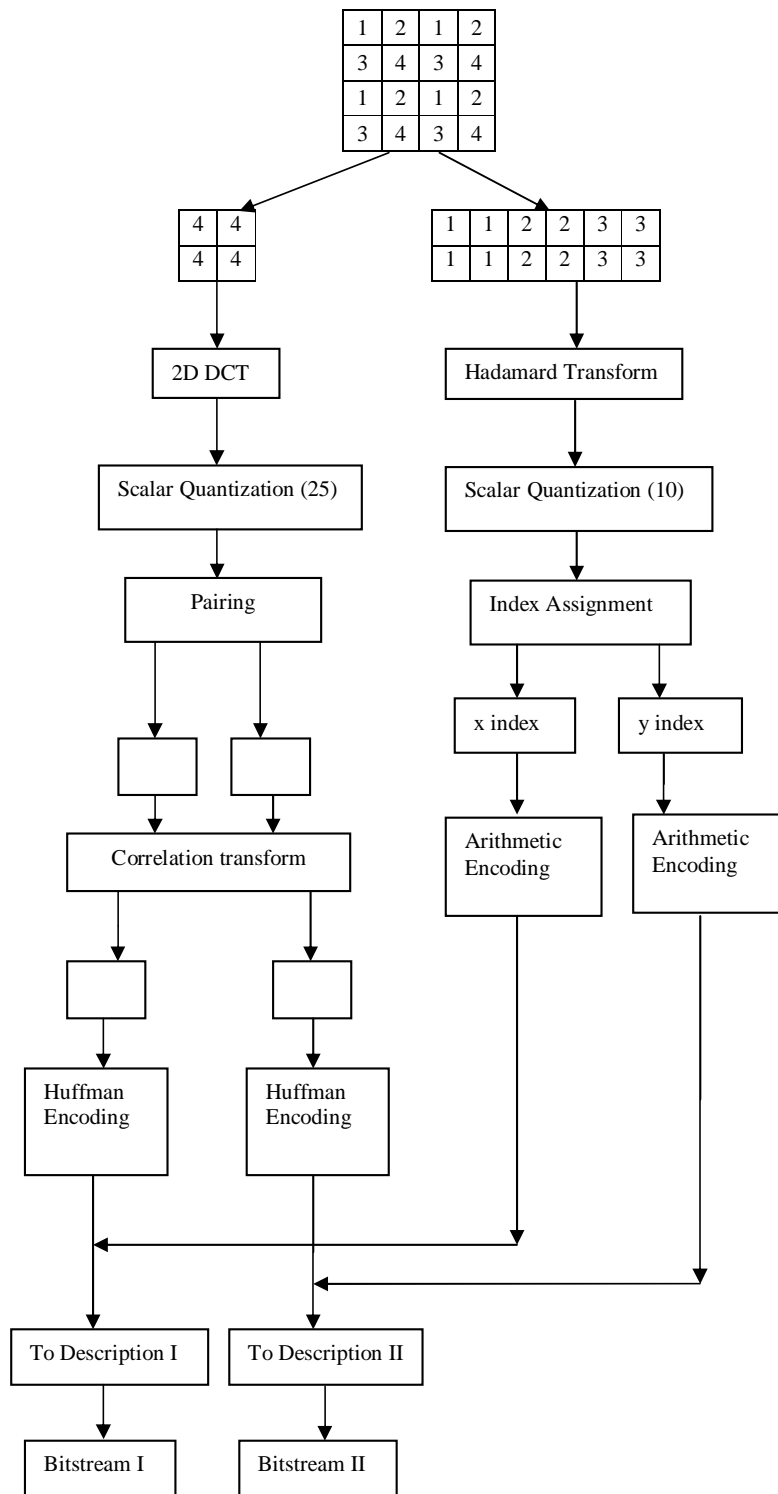 1 2 1 2
3 4 3 4
1 2 1 2
3 4 3 4
4 4
4 4
1 1 2 2 3 3
1 1 2 2 3 3
2D DCT
Hadamard Transform
Scalar Quantization (25)
Scalar Quantization (10)
Pairing
Index Assignment
x index
y index
Correlation transform
Arithmetic
Encoding
Arithmetic
Encoding
Huffman
Encoding
Huffman
Encoding
To Description I
To Description II
Bitstream I
Bitstream II